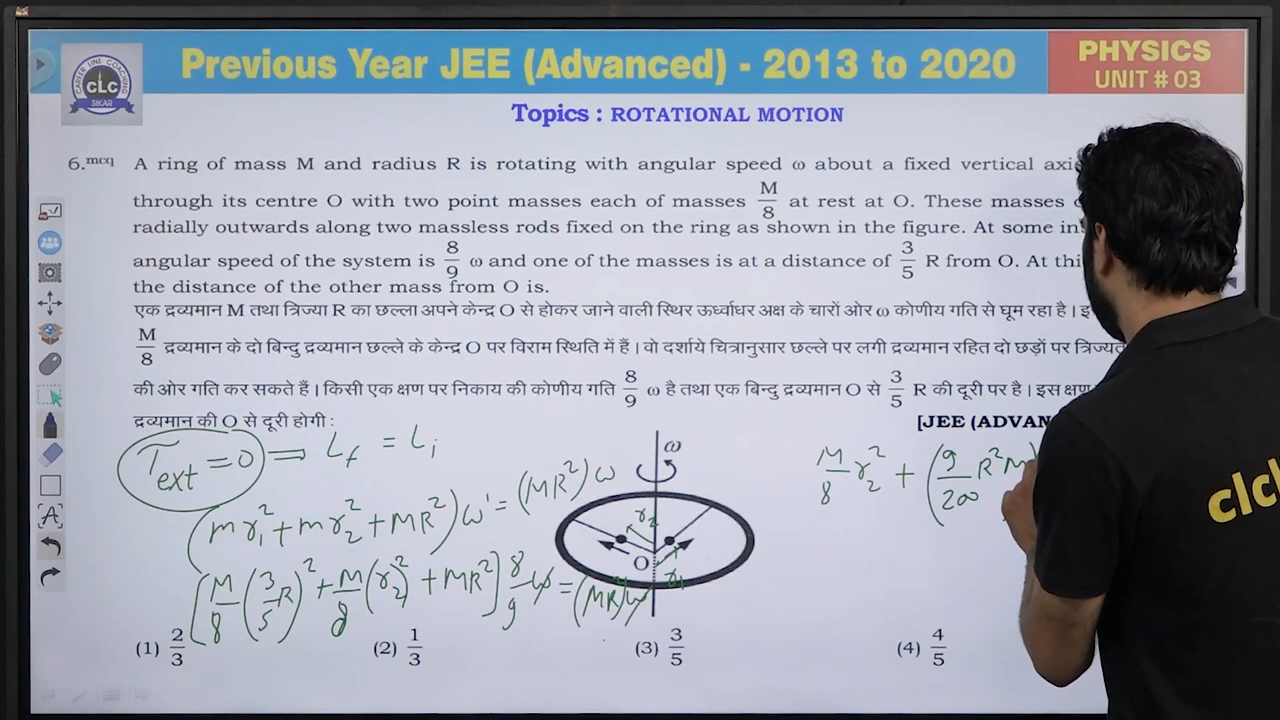 CAREER LINE COACHING
CLC
SIKAR
Previous Year JEE (Advanced) - 2013 to 2020
PHYSICS
UNIT # 03
Topics : ROTATIONAL MOTION
6.mcq A ring of mass M and radius R is rotating with angular speed ω about a fixed vertical axi
through its centre O with two point masses each of masses M/8 at rest at O. These masses c
radially outwards along two massless rods fixed on the ring as shown in the figure. At some in
angular speed of the system is 8/9 ω and one of the masses is at a distance of 3/5 R from O. At thi
the distance of the other mass from O is.
एक द्रव्यमान M तथा त्रिज्या R का छल्ला अपने केन्द्र O से होकर जाने वाली स्थिर ऊर्ध्वाधर अक्ष के चारों ओर ω कोणीय गति से घूम रहा है। इ
M/8 द्रव्यमान के दो बिन्दु द्रव्यमान छल्ले के केन्द्र O पर विराम स्थिति में हैं। वो दर्शाये चित्रानुसार छल्ले पर लगी द्रव्यमान रहित दो छड़ों पर त्रिज्यत
की ओर गति कर सकते हैं। किसी एक क्षण पर निकाय की कोणीय गति 8/9 ω है तथा एक बिन्दु द्रव्यमान O से 3/5 R की दूरी पर है। इस क्षण
द्रव्यमान की O से दूरी होगी :
[JEE (ADVAN
τext = 0 ⟹ Lf = Li
(mr₁² + mr₂² + MR²)ω' = (MR²)ω
[M/8 (3/5 R)² + M/8 (r₂)² + MR²] 8/9 ω = (MR²)ω
M/8 r₂² + (9/200 R²M)
ω
r₂
O
r₁
(1) 2/3 (2) 1/3 (3) 3/5 (4) 4/5
clcl